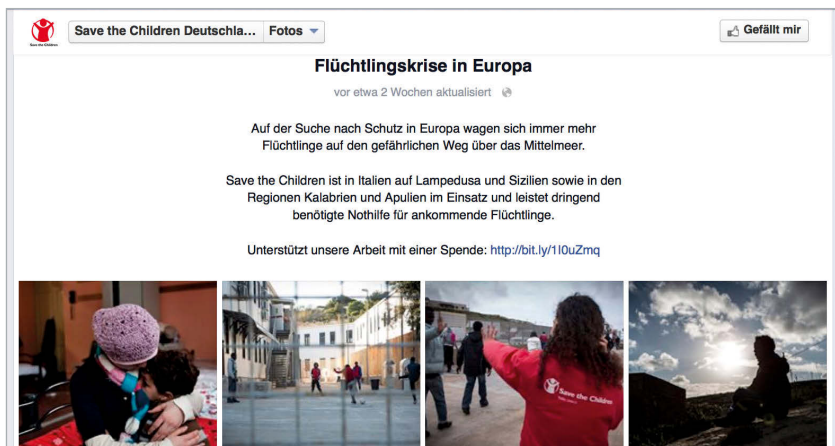 Save the Children
Save the Children Deutschla... Fotos
Gefällt mir
Flüchtlingskrise in Europa
vor etwa 2 Wochen aktualisiert
Auf der Suche nach Schutz in Europa wagen sich immer mehr
Flüchtlinge auf den gefährlichen Weg über das Mittelmeer.
Save the Children ist in Italien auf Lampedusa und Sizilien sowie in den
Regionen Kalabrien und Apulien im Einsatz und leistet dringend
benötigte Nothilfe für ankommende Flüchtlinge.
Unterstützt unsere Arbeit mit einer Spende: http://bit.ly/1I0uZmq
Save the Children